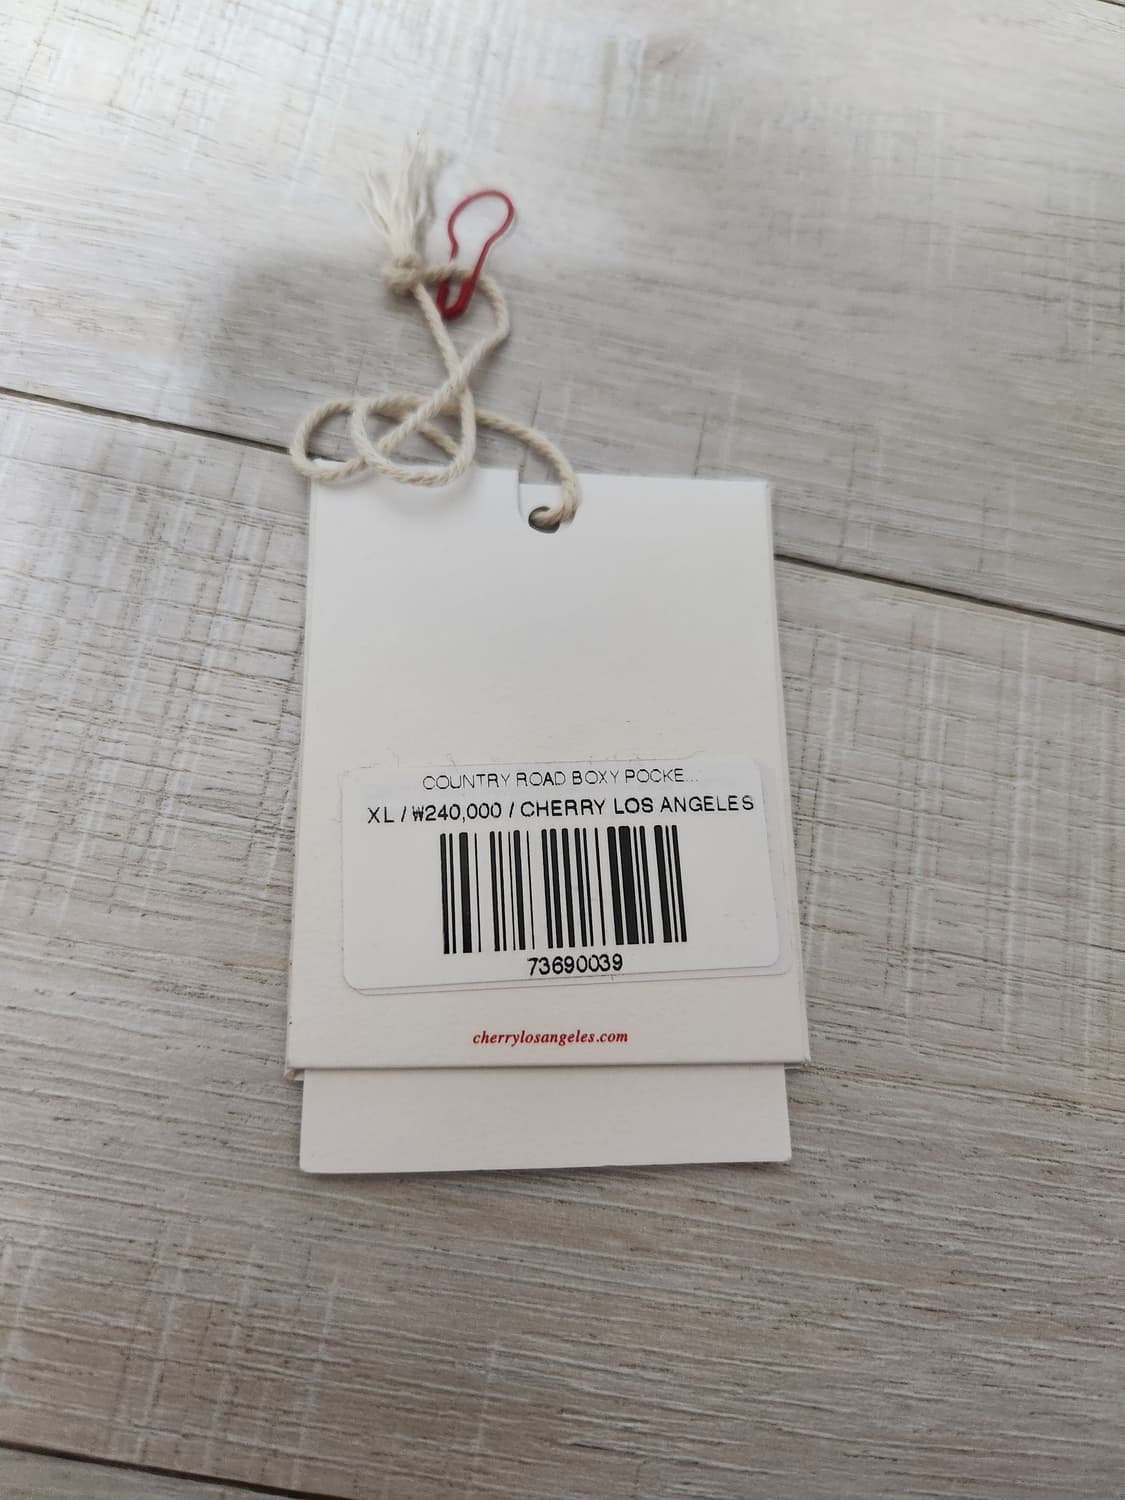 COUNTRY ROAD BOXY POCKE...
XL / ₩240,000 / CHERRY LOS ANGELES
73690039
cherrylosangeles.com